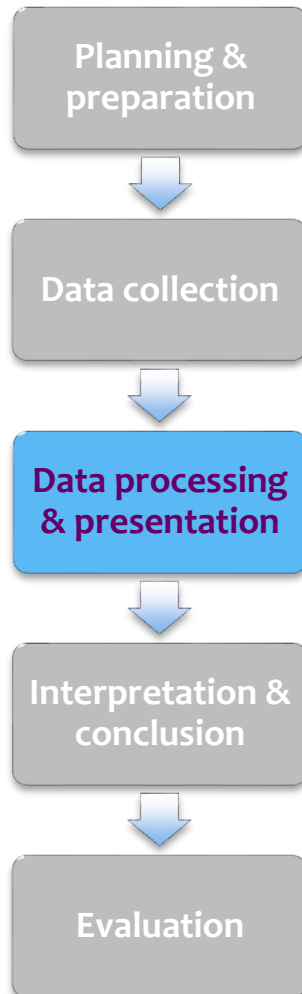 Planning &
preparation
Data collection
Data processing
& presentation
Interpretation &
conclusion
Evaluation